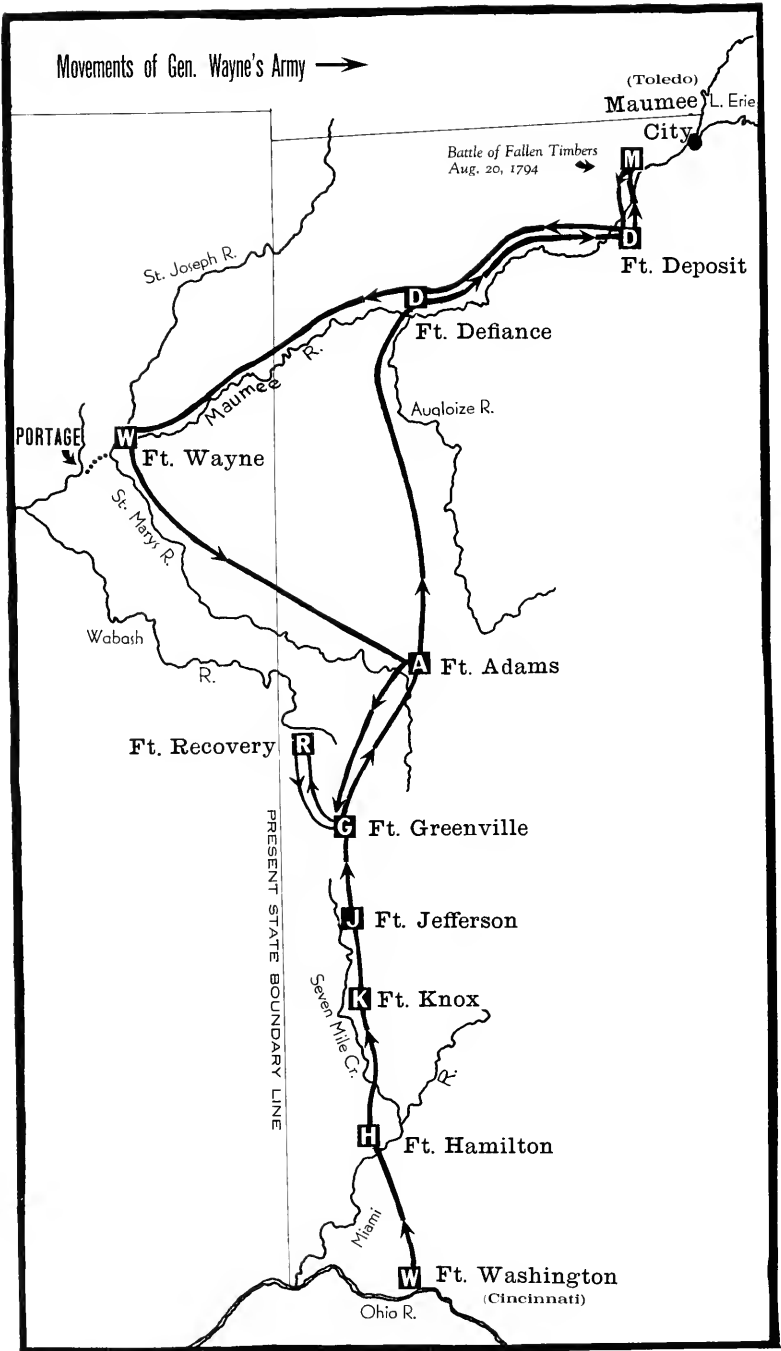 Movements of Gen. Wayne's Army
(Toledo)
Maumee
City
L. Erie
Battle of Fallen Timbers
Aug. 20, 1794
M
D
Ft. Deposit
St. Joseph R.
D
Ft. Defiance
Maumee R.
Auglaize R.
PORTAGE
W
Ft. Wayne
St. Marys R.
Wabash
R.
A
Ft. Adams
Ft. Recovery
R
G
Ft. Greenville
PRESENT STATE BOUNDARY LINE
J
Ft. Jefferson
K
Ft. Knox
Seven Mile Cr.
R.
H
Ft. Hamilton
Miami
W
Ft. Washington
(Cincinnati)
Ohio R.